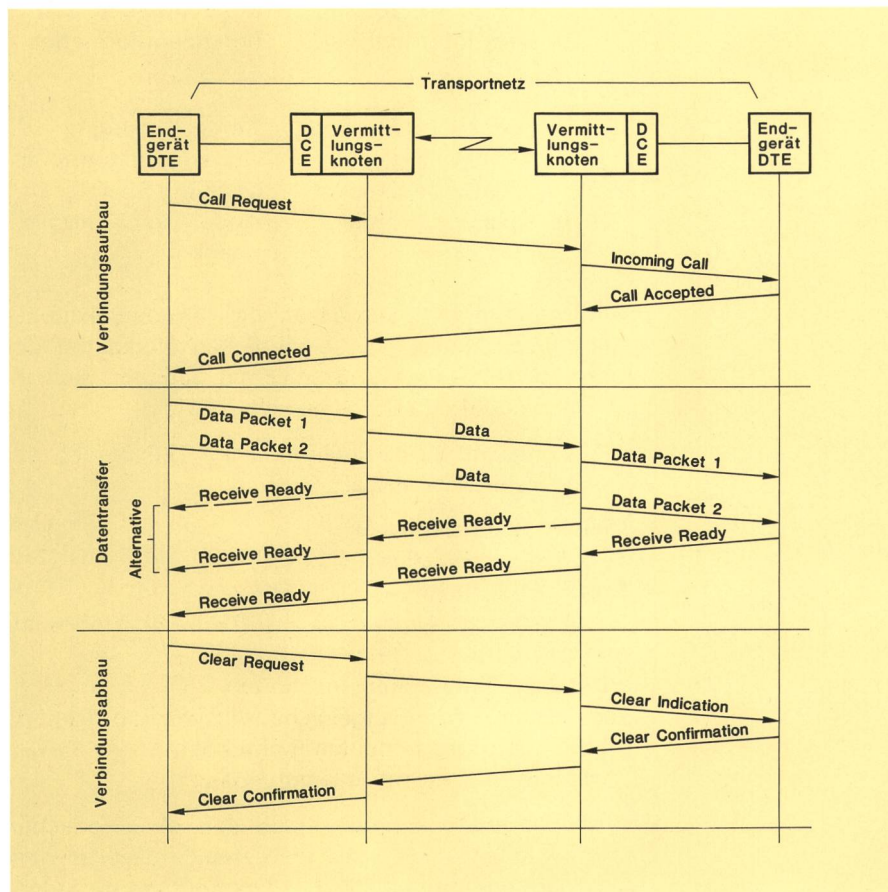 Transportnetz
End-
gerät
DTE
D
C
E
Vermitt-
lungs-
knoten
Vermitt-
lungs-
knoten
D
C
E
End-
gerät
DTE
Verbindungsaufbau
Call Request
Incoming Call
Call Accepted
Call Connected
Datentransfer
Alternative
Data Packet 1
Data
Data Packet 2
Data Packet 1
Data
Receive Ready
Data Packet 2
Receive Ready
Receive Ready
Receive Ready
Receive Ready
Receive Ready
Verbindungsabbau
Clear Request
Clear Indication
Clear Confirmation
Clear Confirmation